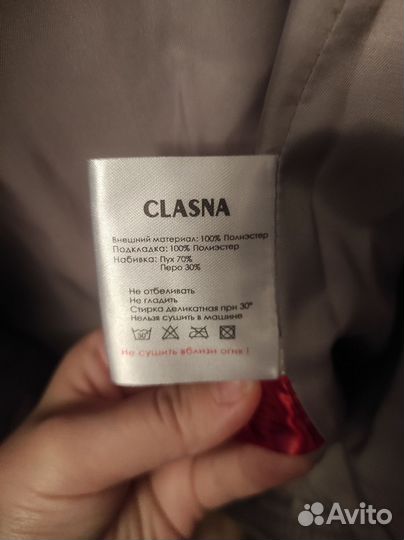 CLASNA
Внешний материал: 100% Полиэстер
Подкладка: 100% Полиэстер
Набивка: Пух 70%
Перо 30%
Не отбеливать
Не гладить
Стирка деликатная при 30°
Нельзя сушить в машине
30°
Не сушить вблизи огня !
Avito